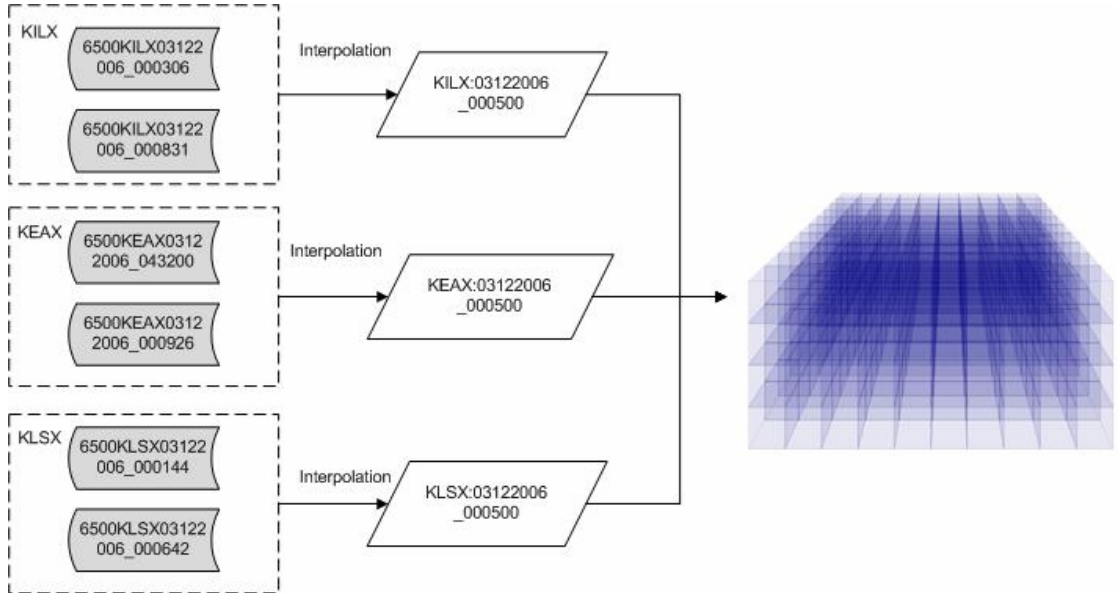 KILX
6500KILX03122
006_000306
6500KILX03122
006_000831
Interpolation
KILX:03122006
_000500
KEAX
6500KEAX0312
2006_043200
6500KEAX0312
2006_000926
Interpolation
KEAX:03122006
_000500
KLSX
6500KLSX03122
006_000144
6500KLSX03122
006_000642
Interpolation
KLSX:03122006
_000500